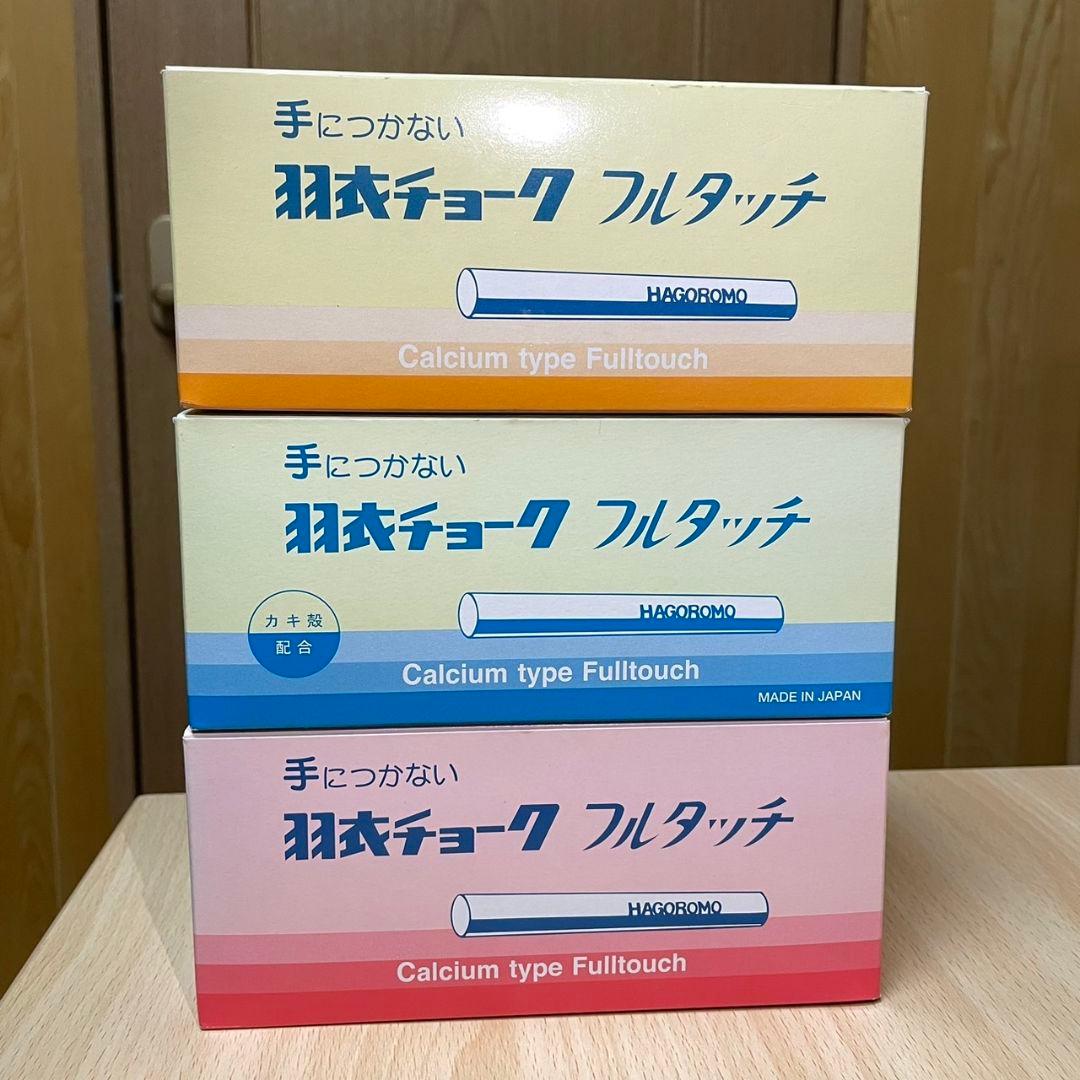 手につかない
羽衣チョーク フルタッチ
HAGOROMO
Calcium type Fulltouch
手につかない
羽衣チョーク フルタッチ
HAGOROMO
カキ殻
配合
Calcium type Fulltouch
MADE IN JAPAN
手につかない
羽衣チョーク フルタッチ
HAGOROMO
Calcium type Fulltouch